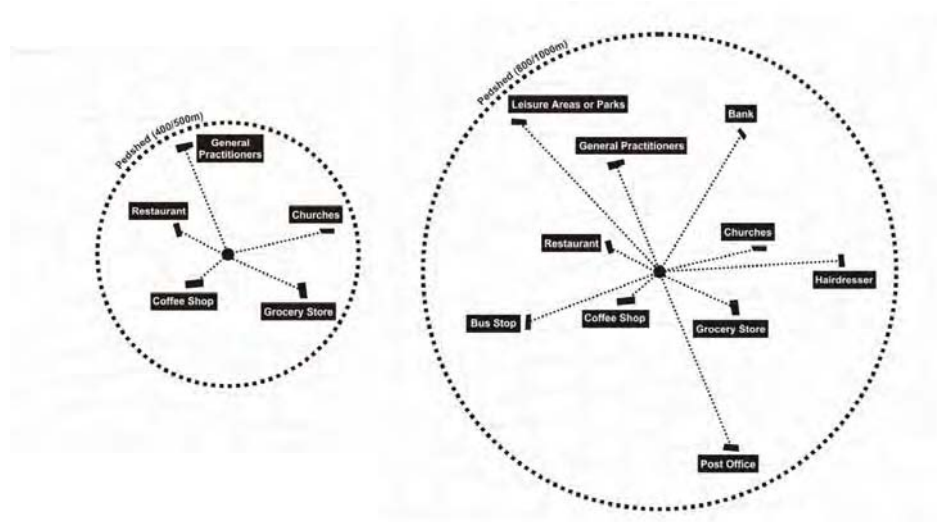 Pedshed (400/500m)
General
Practitioners
Restaurant
Churches
Coffee Shop
Grocery Store
Pedshed (800/1000m)
Leisure Areas or Parks
Bank
General Practitioners
Churches
Restaurant
Hairdresser
Bus Stop
Coffee Shop
Grocery Store
Post Office